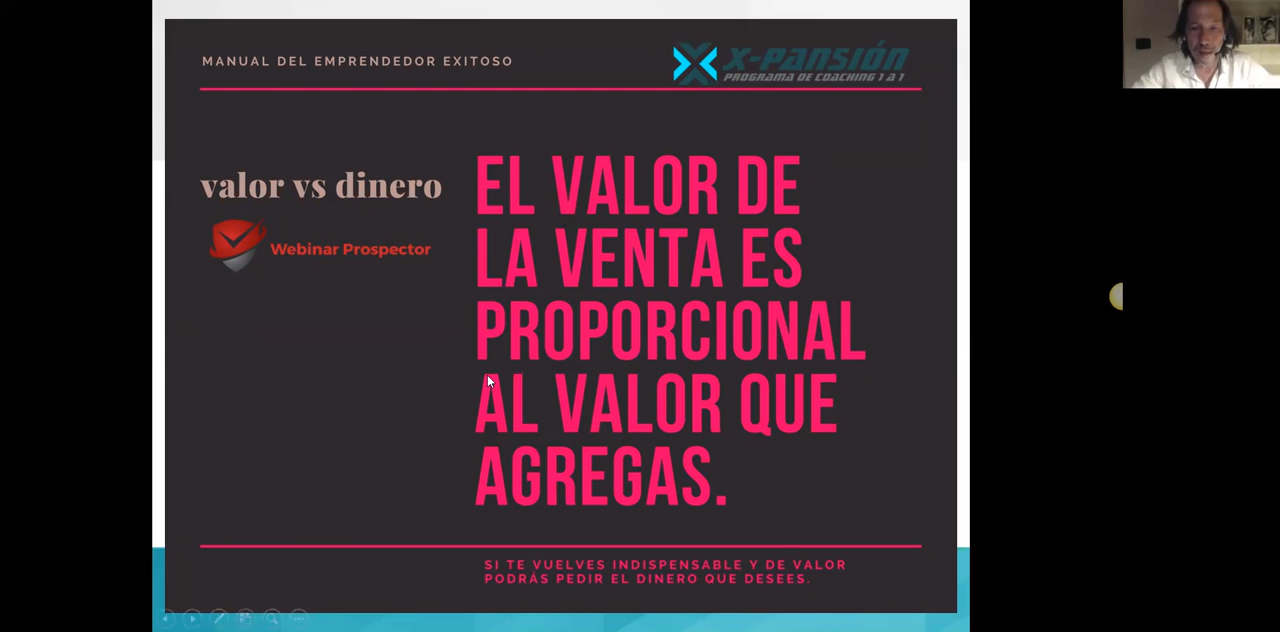 MANUAL DEL EMPRENDEDOR EXITOSO
X-PANSIÓN
PROGRAMA DE COACHING 1 A 1
valor vs dinero
Webinar Prospector
EL VALOR DE
LA VENTA ES
PROPORCIONAL
AL VALOR QUE
AGREGAS.
SI TE VUELVES INDISPENSABLE Y DE VALOR
PODRÁS PEDIR EL DINERO QUE DESEES.